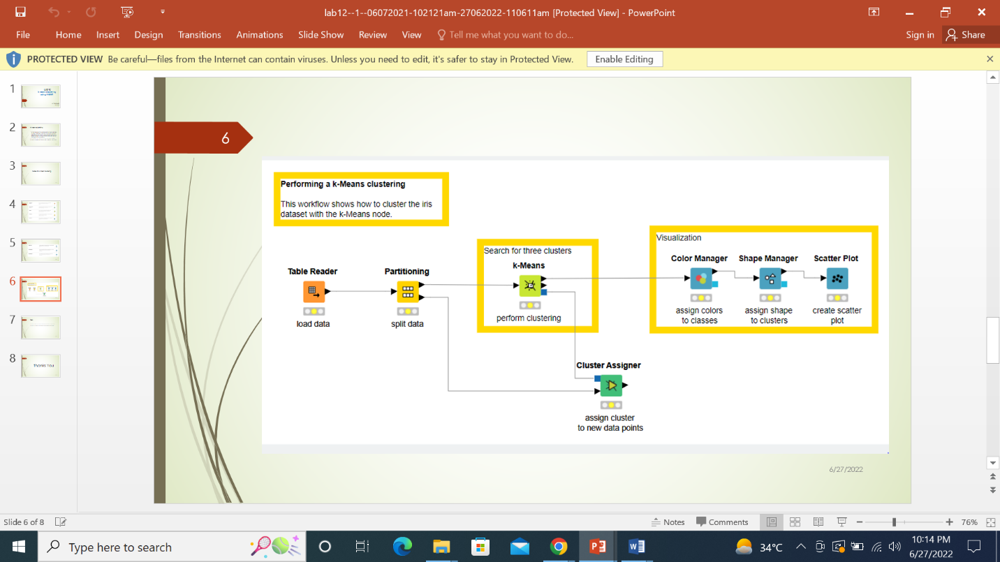 lab12--1--06072021-102121am-27062022-110611am [Protected View] - PowerPoint
File Home Insert Design Transitions Animations Slide Show Review View Tell me what you want to do... Sign in Share
PROTECTED VIEW Be careful—files from the Internet can contain viruses. Unless you need to edit, it's safer to stay in Protected View. Enable Editing
1
2
3
4
5
6
7
8
Thank You
6
Performing a k-Means clustering
This workflow shows how to cluster the iris
dataset with the k-Means node.
Table Reader
load data
Partitioning
split data
Search for three clusters
k-Means
perform clustering
Visualization
Color Manager Shape Manager Scatter Plot
assign colors
to classes
assign shape
to clusters
create scatter
plot
Cluster Assigner
assign cluster
to new data points
6/27/2022
Slide 6 of 8 Notes Comments 76%
Type here to search 34°C 10:14 PM
6/27/2022